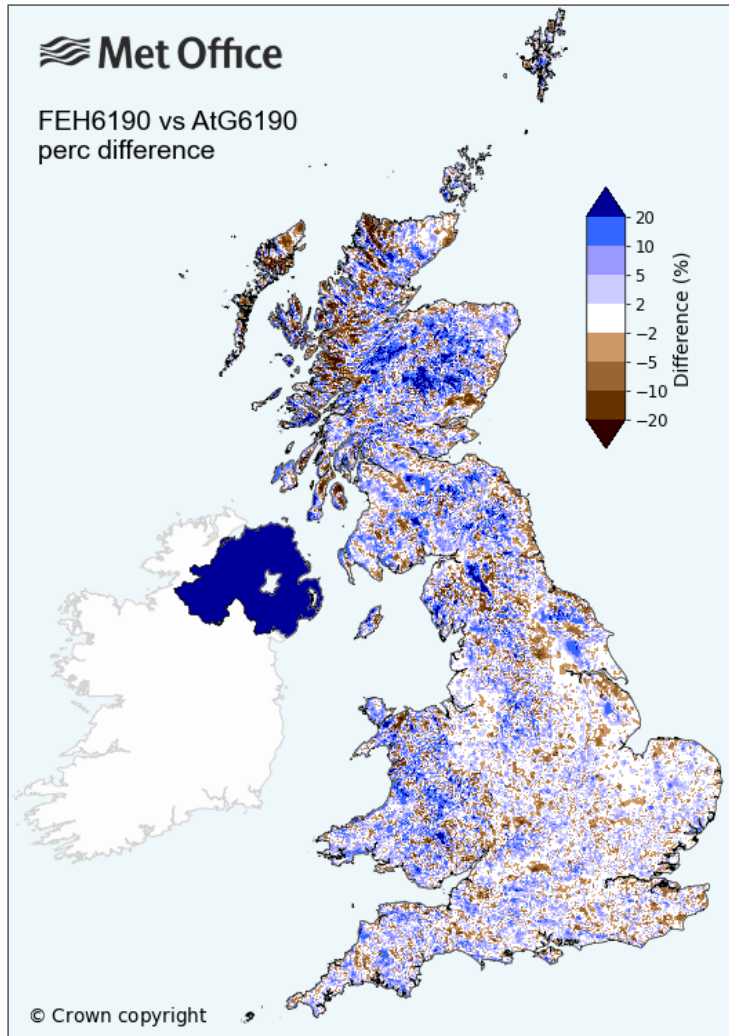 Met Office
FEH6190 vs AtG6190
perc difference
20
10
5
2
−2
−5
−10
−20
Difference (%)
© Crown copyright